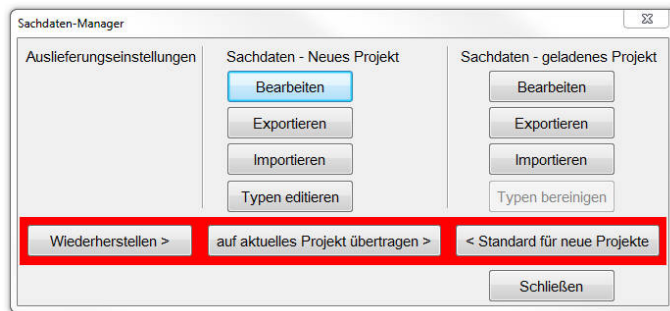 Sachdaten-Manager
Auslieferungseinstellungen
Sachdaten - Neues Projekt
Sachdaten - geladenes Projekt
Bearbeiten
Bearbeiten
Exportieren
Exportieren
Importieren
Importieren
Typen editieren
Typen bereinigen
Wiederherstellen >
auf aktuelles Projekt übertragen >
< Standard für neue Projekte
Schließen